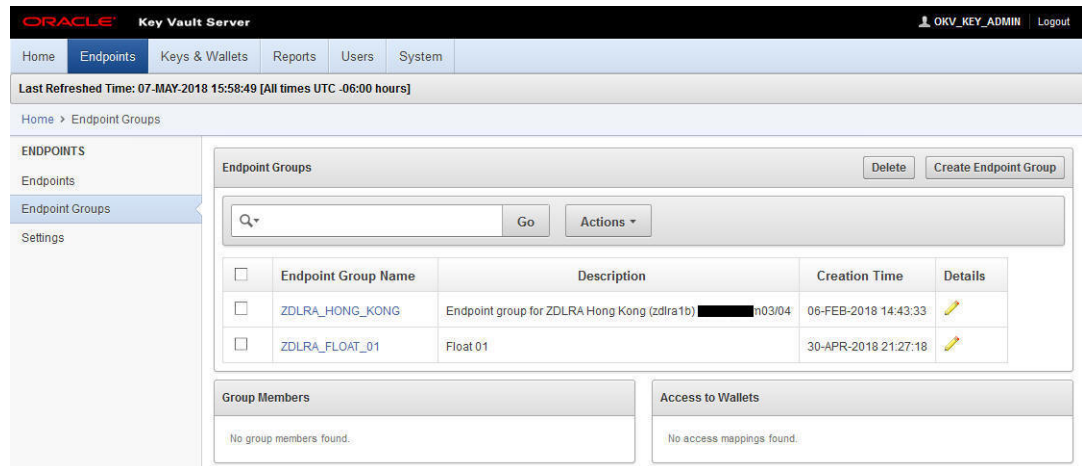 ORACLE Key Vault Server OKV_KEY_ADMIN Logout
Home Endpoints Keys & Wallets Reports Users System
Last Refreshed Time: 07-MAY-2018 15:58:49 [All times UTC -06:00 hours]
Home > Endpoint Groups
ENDPOINTS
Endpoints
Endpoint Groups
Settings
Endpoint Groups Delete Create Endpoint Group
Go Actions
Endpoint Group Name Description Creation Time Details
ZDLRA_HONG_KONG Endpoint group for ZDLRA Hong Kong (zdlra1b) n03/04 06-FEB-2018 14:43:33
ZDLRA_FLOAT_01 Float 01 30-APR-2018 21:27:18
Group Members
No group members found.
Access to Wallets
No access mappings found.